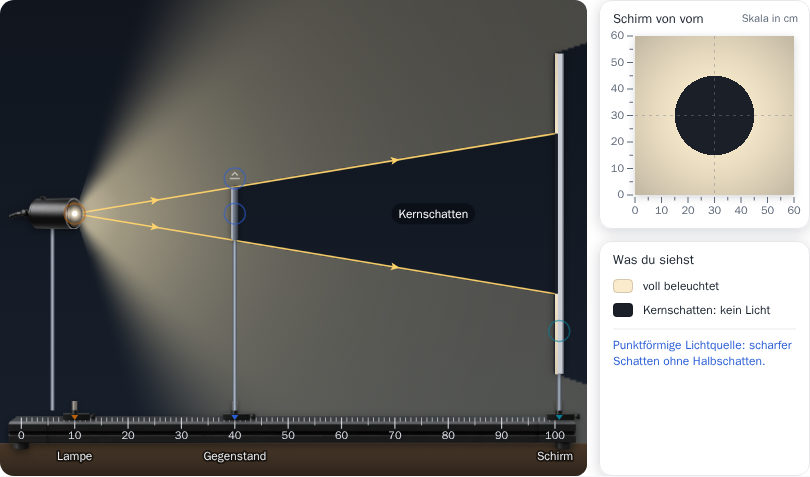 Kernschatten
0 10 20 30 40 50 60 70 80 90 100
Lampe Gegenstand Schirm
Schirm von vorn Skala in cm
60
50
40
30
20
10
0
0 10 20 30 40 50 60
Was du siehst
voll beleuchtet
Kernschatten: kein Licht
Punktförmige Lichtquelle: scharfer
Schatten ohne Halbschatten.